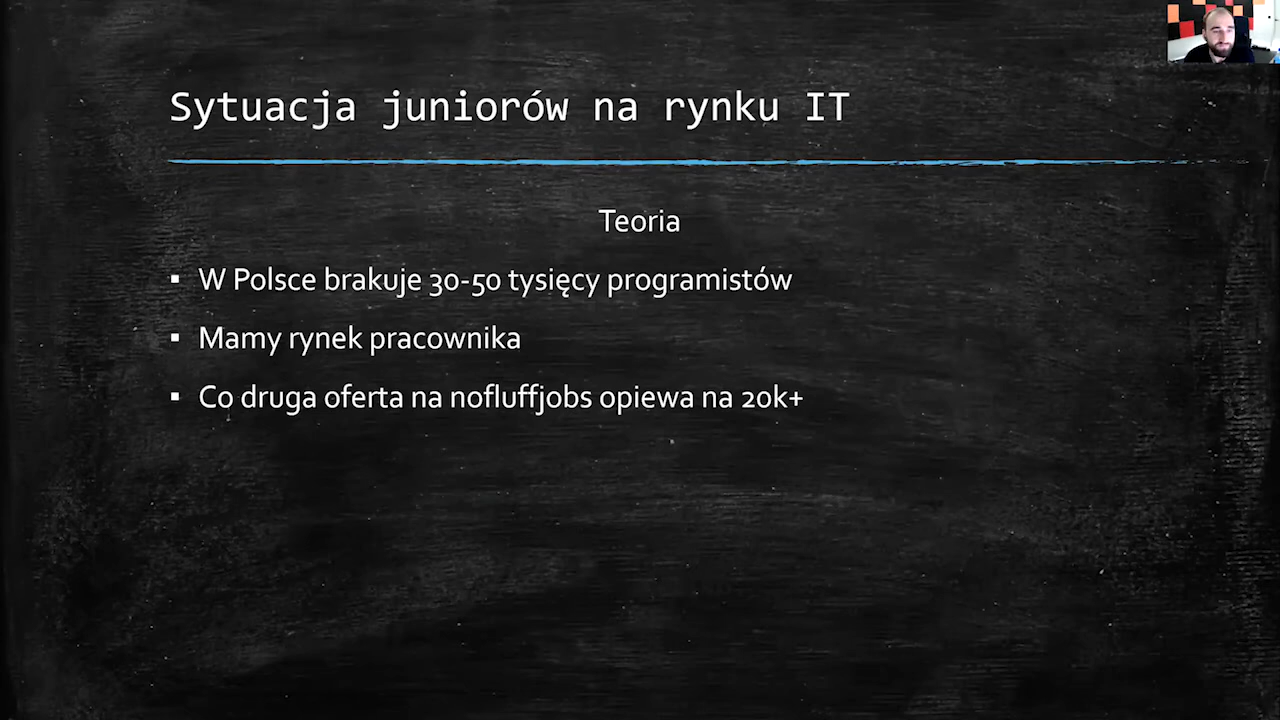 Sytuacja juniorów na rynku IT
Teoria
▪ W Polsce brakuje 30-50 tysięcy programistów
▪ Mamy rynek pracownika
▪ Co druga oferta na nofluffjobs opiewa na 20k+